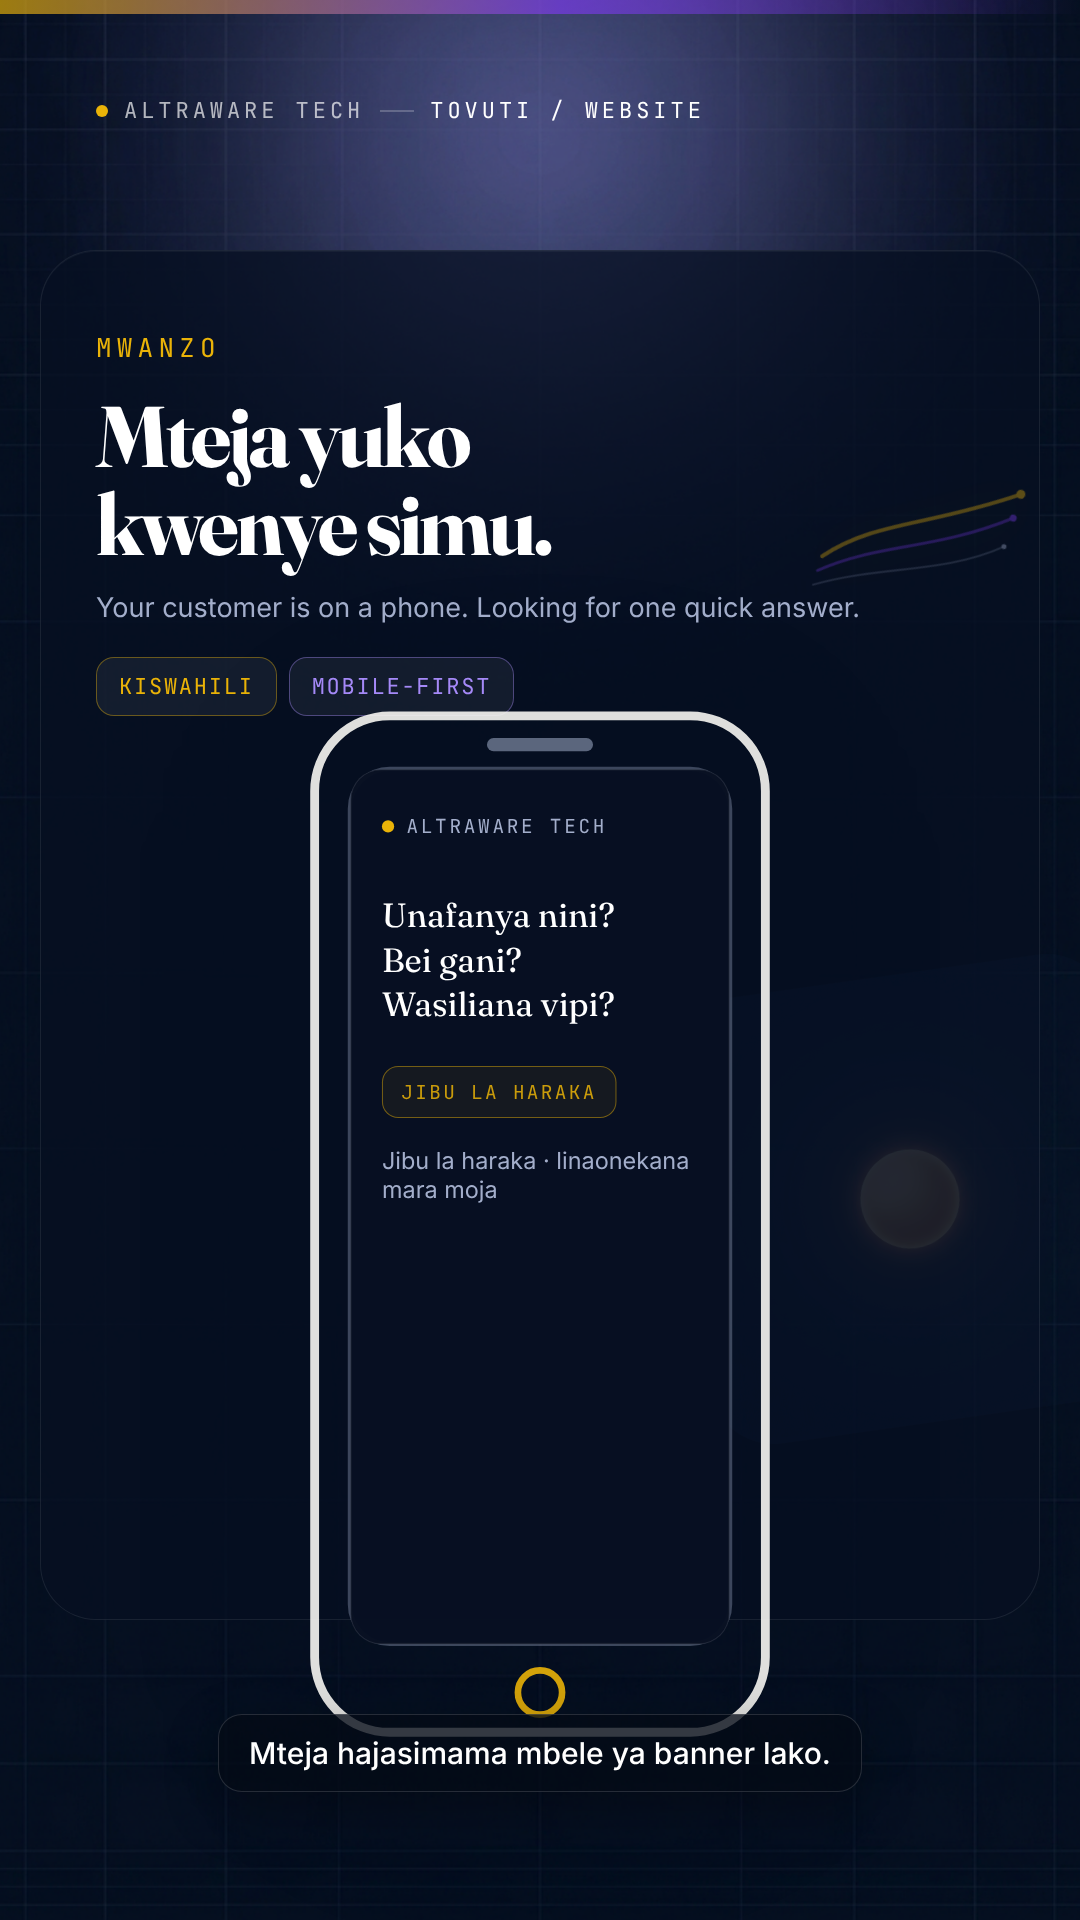 ALTRAWARE TECH — TOVUTI / WEBSITE
MWANZO
Mteja yuko
kwenye simu.
Your customer is on a phone. Looking for one quick answer.
KISWAHILI
MOBILE-FIRST
ALTRAWARE TECH
Unafanya nini?
Bei gani?
Wasiliana vipi?
JIBU LA HARAKA
Jibu la haraka · linaonekana
mara moja
Mteja hajasimama mbele ya banner lako.